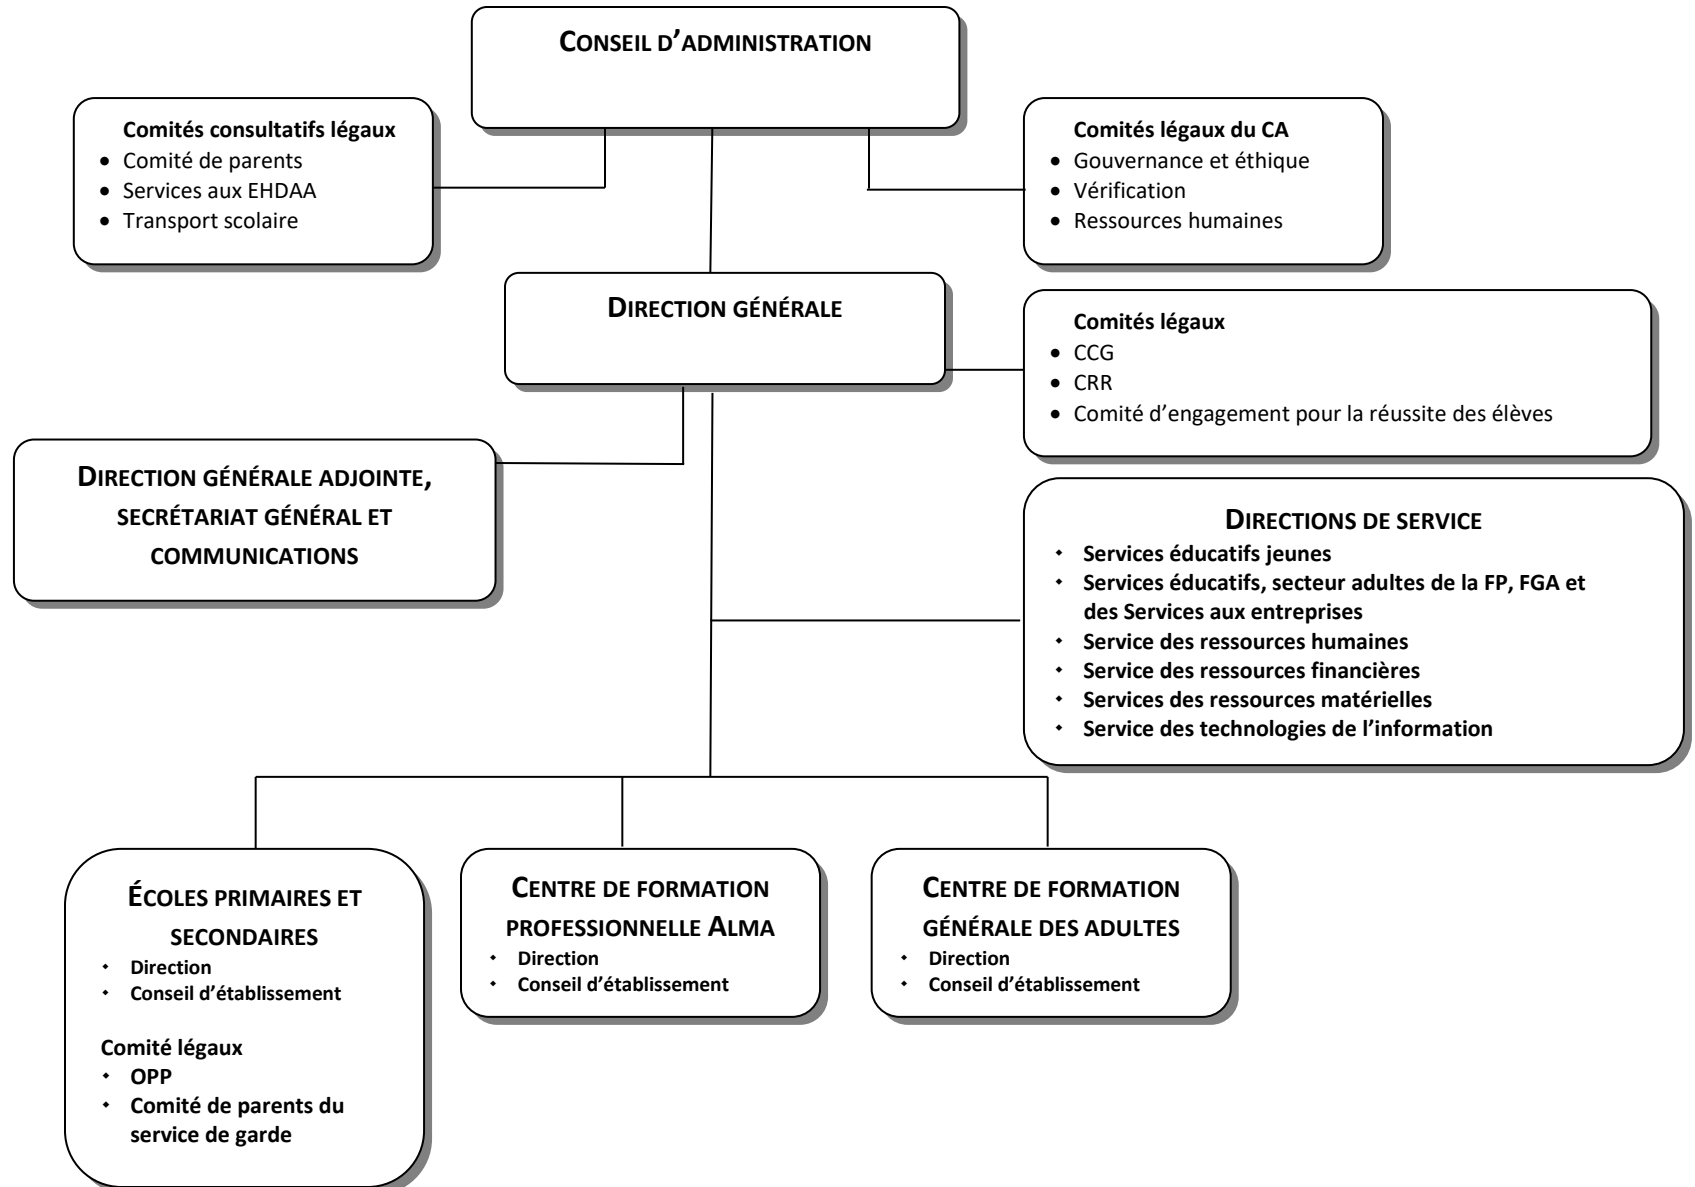 CONSEIL D'ADMINISTRATION
Comités consultatifs légaux
• Comité de parents
• Services aux EHDAA
• Transport scolaire
Comités légaux du CA
• Gouvernance et éthique
• Vérification
• Ressources humaines
DIRECTION GÉNÉRALE
Comités légaux
• CCG
• CRR
• Comité d'engagement pour la réussite des élèves
DIRECTION GÉNÉRALE ADJOINTE,
SECRÉTARIAT GÉNÉRAL ET
COMMUNICATIONS
DIRECTIONS DE SERVICE
• Services éducatifs jeunes
• Services éducatifs, secteur adultes de la FP, FGA et
des Services aux entreprises
• Service des ressources humaines
• Service des ressources financières
• Services des ressources matérielles
• Service des technologies de l'information
ÉCOLES PRIMAIRES ET
SECONDAIRES
• Direction
• Conseil d'établissement
Comité légaux
• OPP
• Comité de parents du
service de garde
CENTRE DE FORMATION
PROFESSIONNELLE ALMA
• Direction
• Conseil d'établissement
CENTRE DE FORMATION
GÉNÉRALE DES ADULTES
• Direction
• Conseil d'établissement